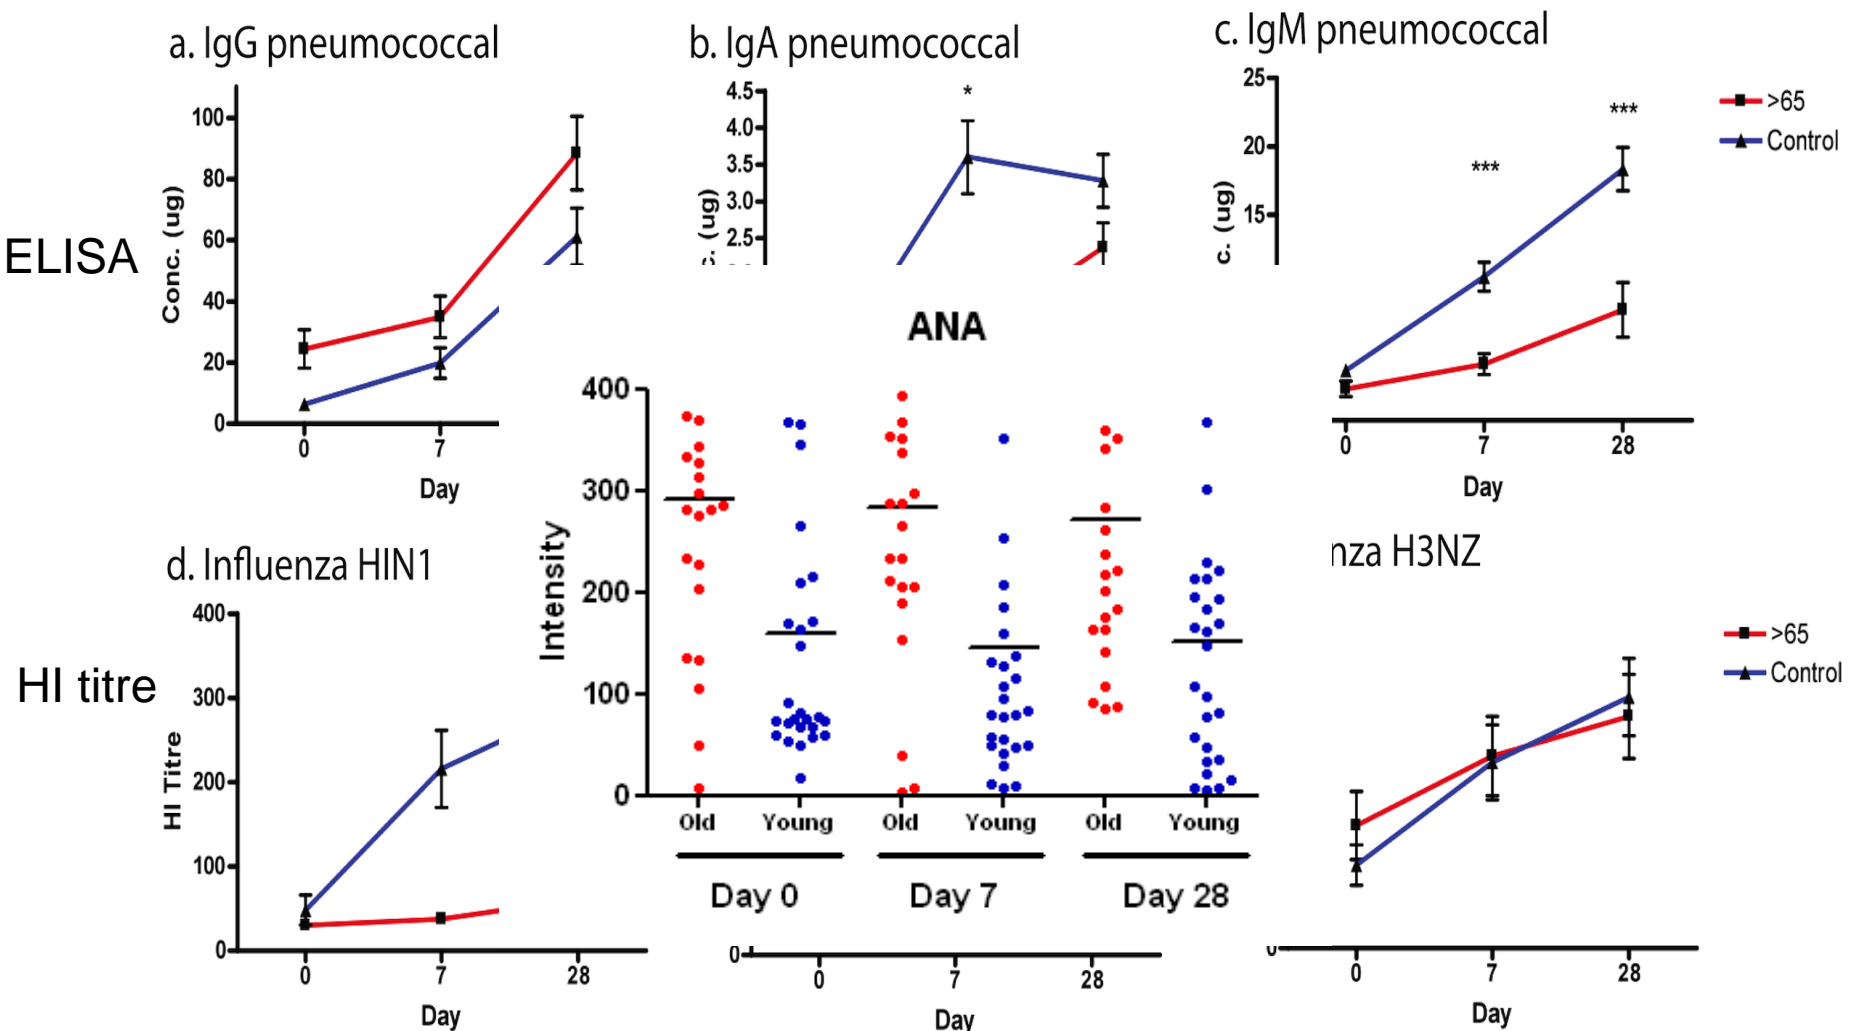 a. IgG pneumococcal
b. IgA pneumococcal
c. IgM pneumococcal
ELISA
Conc. (ug)
100
80
60
40
20
0
0 7
Day
4.5
4.0
3.5
3.0
2.5
*
c. (ug)
25
20
15
c. (ug)
***
***
>65
Control
0 7 28
Day
ANA
Intensity
400
300
200
100
0
Old Young Old Young Old Young
Day 0 Day 7 Day 28
HI titre
d. Influenza HIN1
HI Titre
400
300
200
100
0
0 7 28
Day
0
0 7 28
Day
nza H3NZ
>65
Control
0 7 28
Day